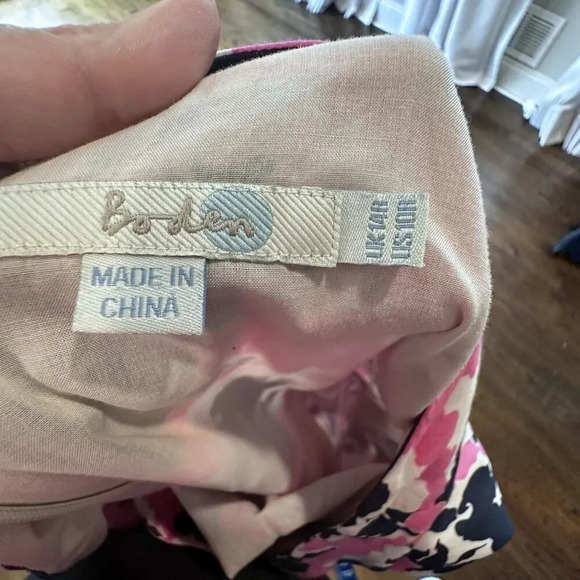 Boden
UK14R
US10R
MADE IN
CHINA